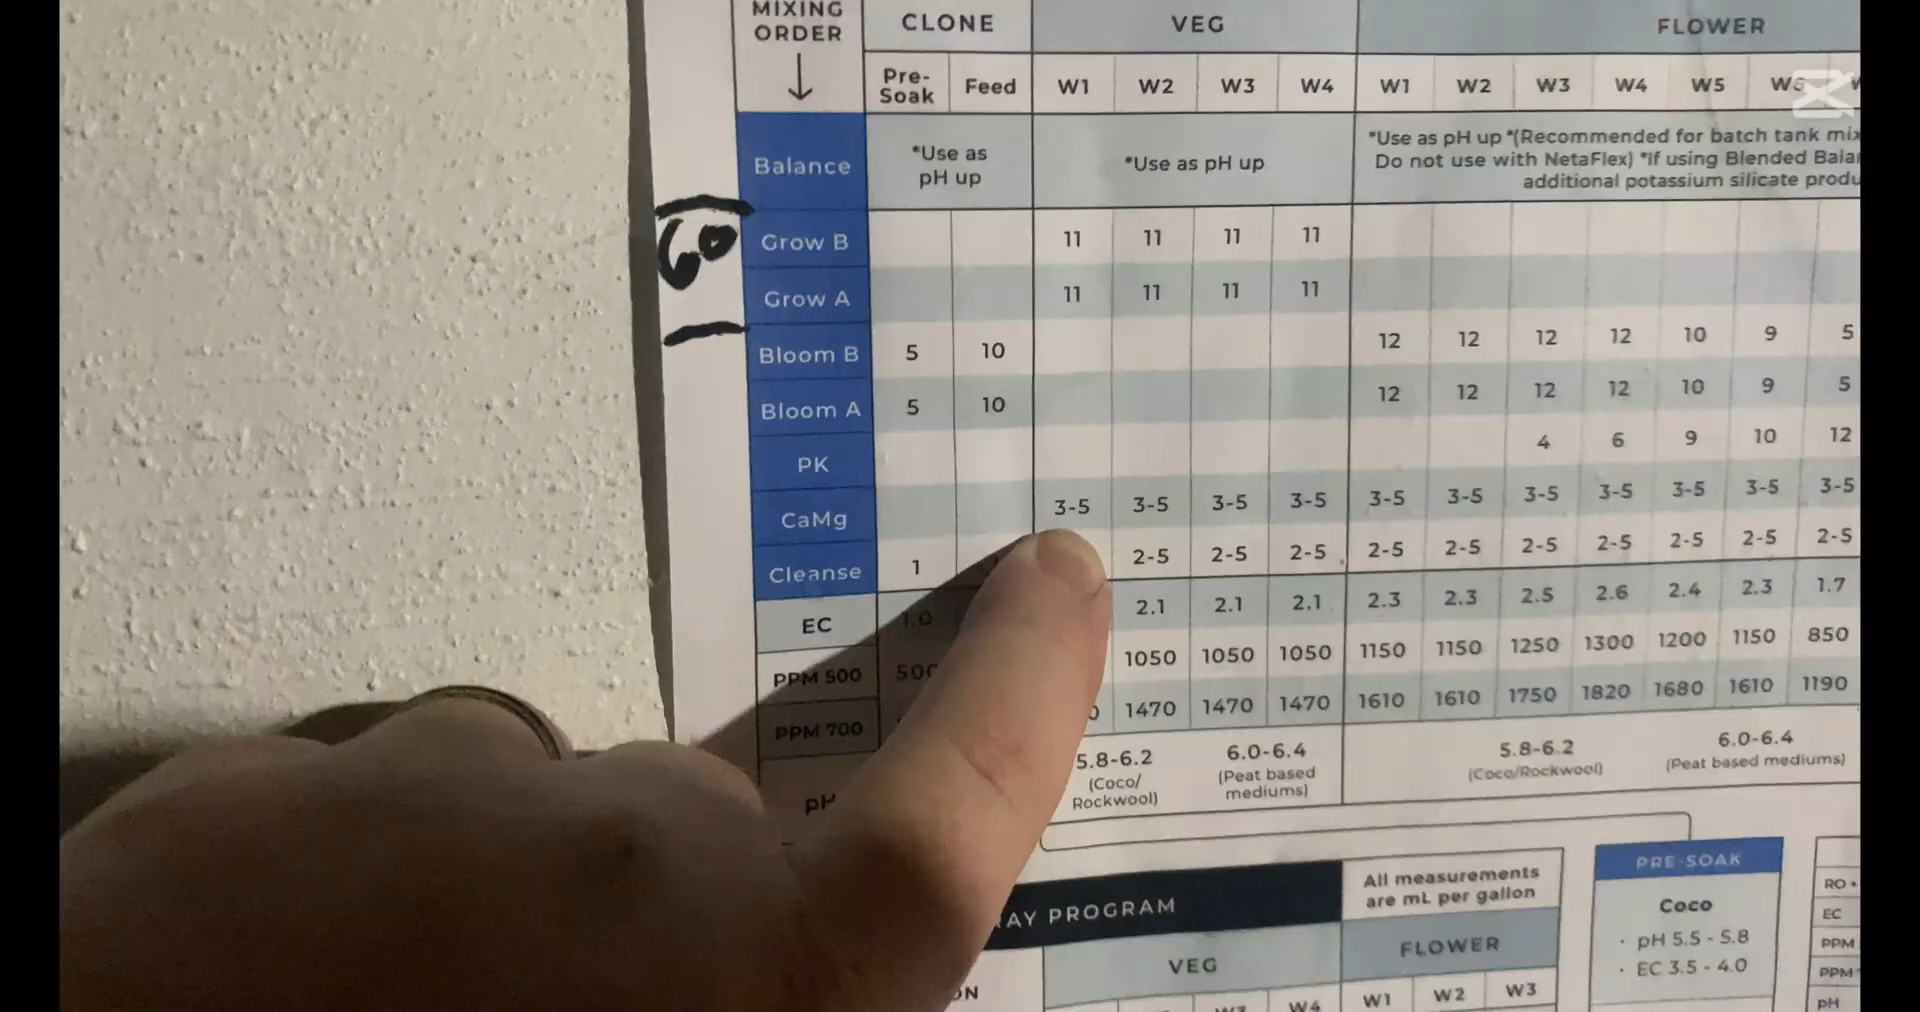 MIXING ORDER CLONE VEG FLOWER
Pre-Soak Feed W1 W2 W3 W4 W1 W2 W3 W4 W5 W6
Balance *Use as pH up *Use as pH up *Use as pH up *(Recommended for batch tank
Do not use with NetaFlex) *If using Blended
additional potassium silicate
60
Grow B 11 11 11 11
Grow A 11 11 11 11
Bloom B 5 10 12 12 12 12 10 9 5
Bloom A 5 10 12 12 12 12 10 9 5
PK 4 6 9 10 12
CaMg 3-5 3-5 3-5 3-5 3-5 3-5 3-5 3-5 3-5 3-5 3-5
Cleanse 1 2-5 2-5 2-5 2-5 2-5 2-5 2-5 2-5 2-5 2-5
EC 1.0 2.1 2.1 2.1 2.3 2.3 2.5 2.6 2.4 2.3 1.7
PPM 500 500 1050 1050 1050 1150 1150 1250 1300 1200 1150 850
PPM 700 1470 1470 1470 1610 1610 1750 1820 1680 1610 1190
pH 5.8-6.2 (Coco/Rockwool) 6.0-6.4 (Peat based mediums) 5.8-6.2 (Coco/Rockwool) 6.0-6.4 (Peat based mediums)
PROGRAM All measurements are mL per gallon
VEG FLOWER
W4 W1 W2 W3
PRE-SOAK
Coco
· pH 5.5 - 5.8
· EC 3.5 - 4.0
RO +
EC
PPM
PPM
pH